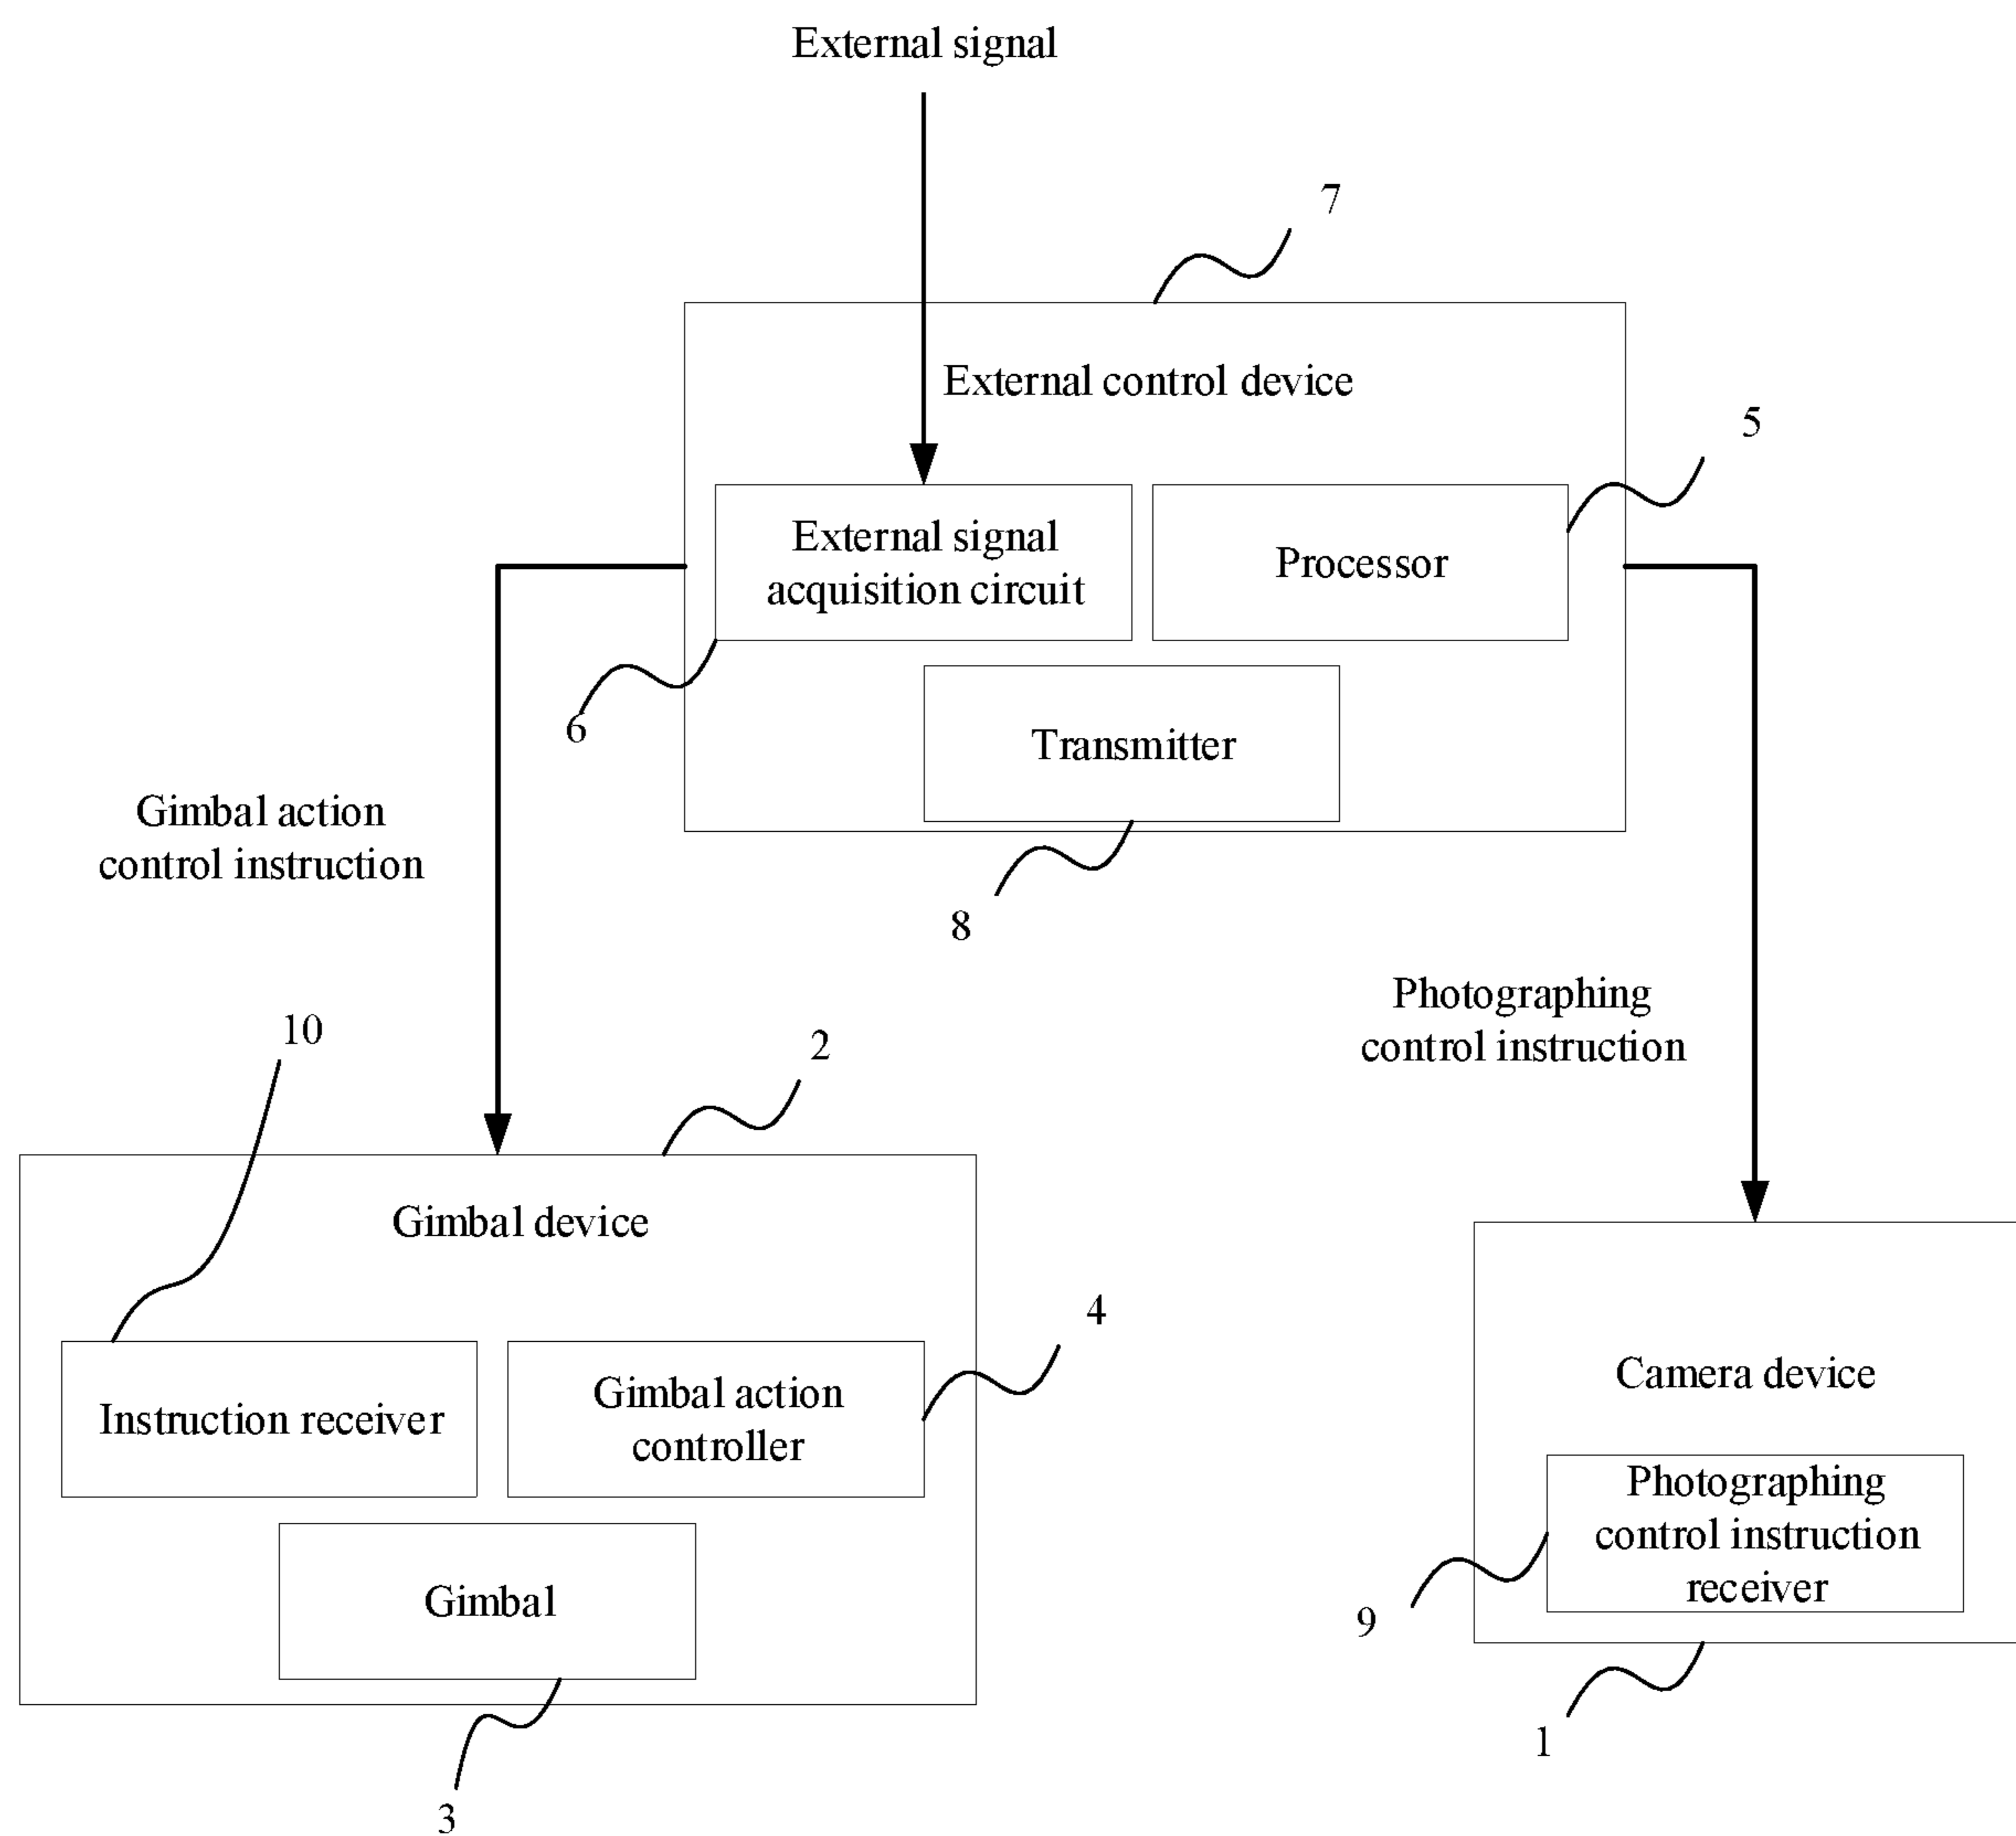 External signal
7
External control device
5
External signal
acquisition circuit
Processor
6
Transmitter
8
Gimbal action
control instruction
Photographing
control instruction
10
2
Gimbal device
4
Instruction receiver
Gimbal action
controller
Gimbal
3
Camera device
Photographing
control instruction
receiver
9
1